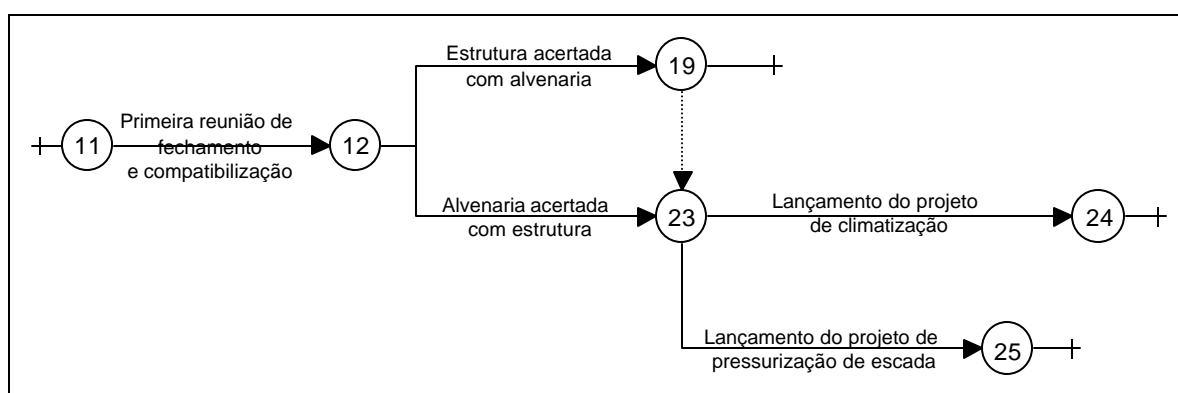 Estrutura acertada
com alvenaria
19
Primeira reunião de
fechamento
e compatibilização
11
12
Alvenaria acertada
com estrutura
23
Lançamento do projeto
de climatização
24
Lançamento do projeto de
pressurização de escada
25